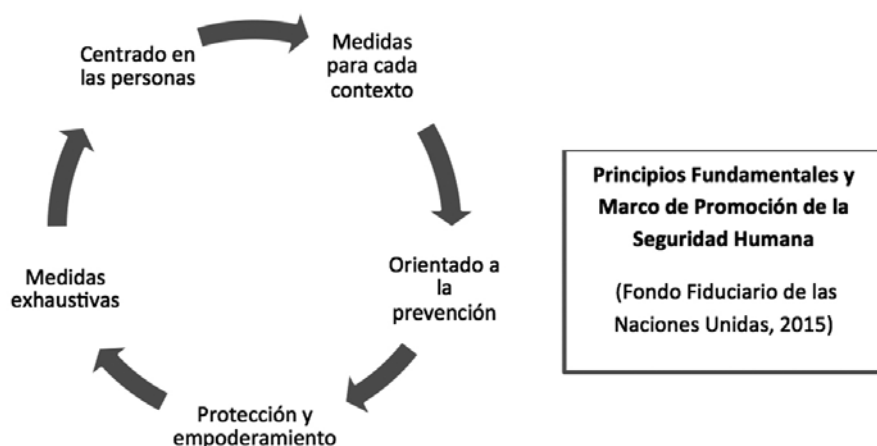 Centrado en
las personas
Medidas
para cada
contexto
Orientado a
la
prevención
Protección y
empoderamiento
Medidas
exhaustivas
Principios Fundamentales y
Marco de Promoción de la
Seguridad Humana
(Fondo Fiduciario de las
Naciones Unidas, 2015)